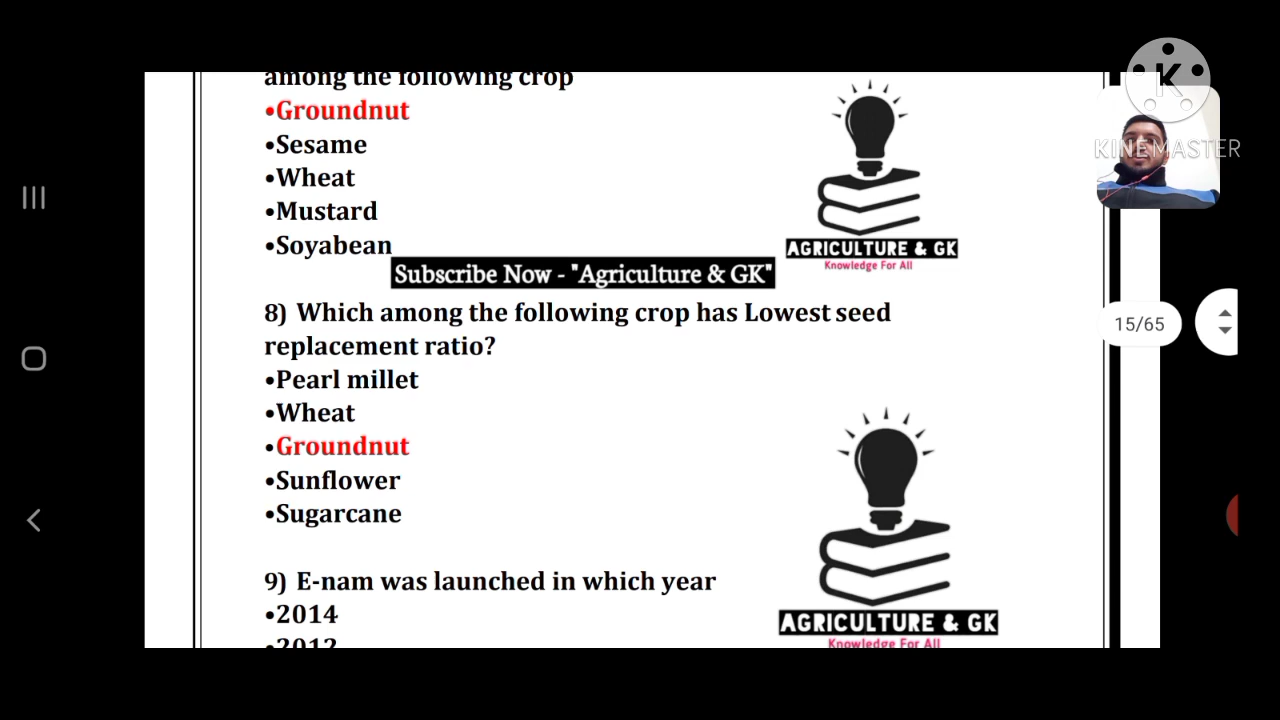 among the following crop
•Groundnut
•Sesame
•Wheat
•Mustard
•Soyabean
AGRICULTURE & GK
Knowledge For All
Subscribe Now - "Agriculture & GK"
KINEMASTER
8) Which among the following crop has Lowest seed
replacement ratio?
15/65
•Pearl millet
•Wheat
•Groundnut
•Sunflower
•Sugarcane
9) E-nam was launched in which year
•2014
•2012
AGRICULTURE & GK
Knowledge For All